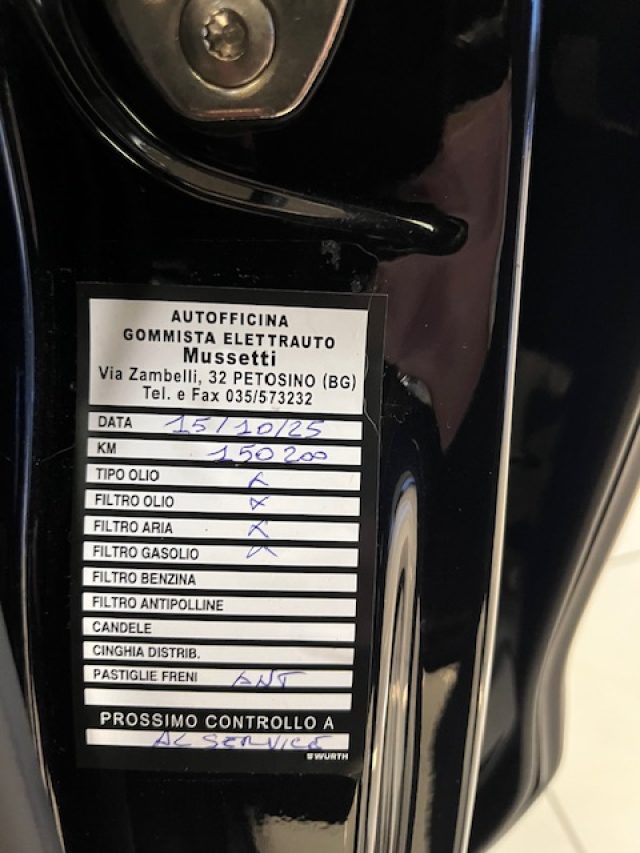 AUTOFFICINA
GOMMISTA ELETTRAUTO
Mussetti
Via Zambelli, 32 PETOSINO (BG)
Tel. e Fax 035/573232
DATA 15/10/25
KM 150200
TIPO OLIO X
FILTRO OLIO X
FILTRO ARIA X
FILTRO GASOLIO X
FILTRO BENZINA
FILTRO ANTIPOLLINE
CANDELE
CINGHIA DISTRIB.
PASTIGLIE FRENI ANT
PROSSIMO CONTROLLO A
AL SERVICE
WÜRTH